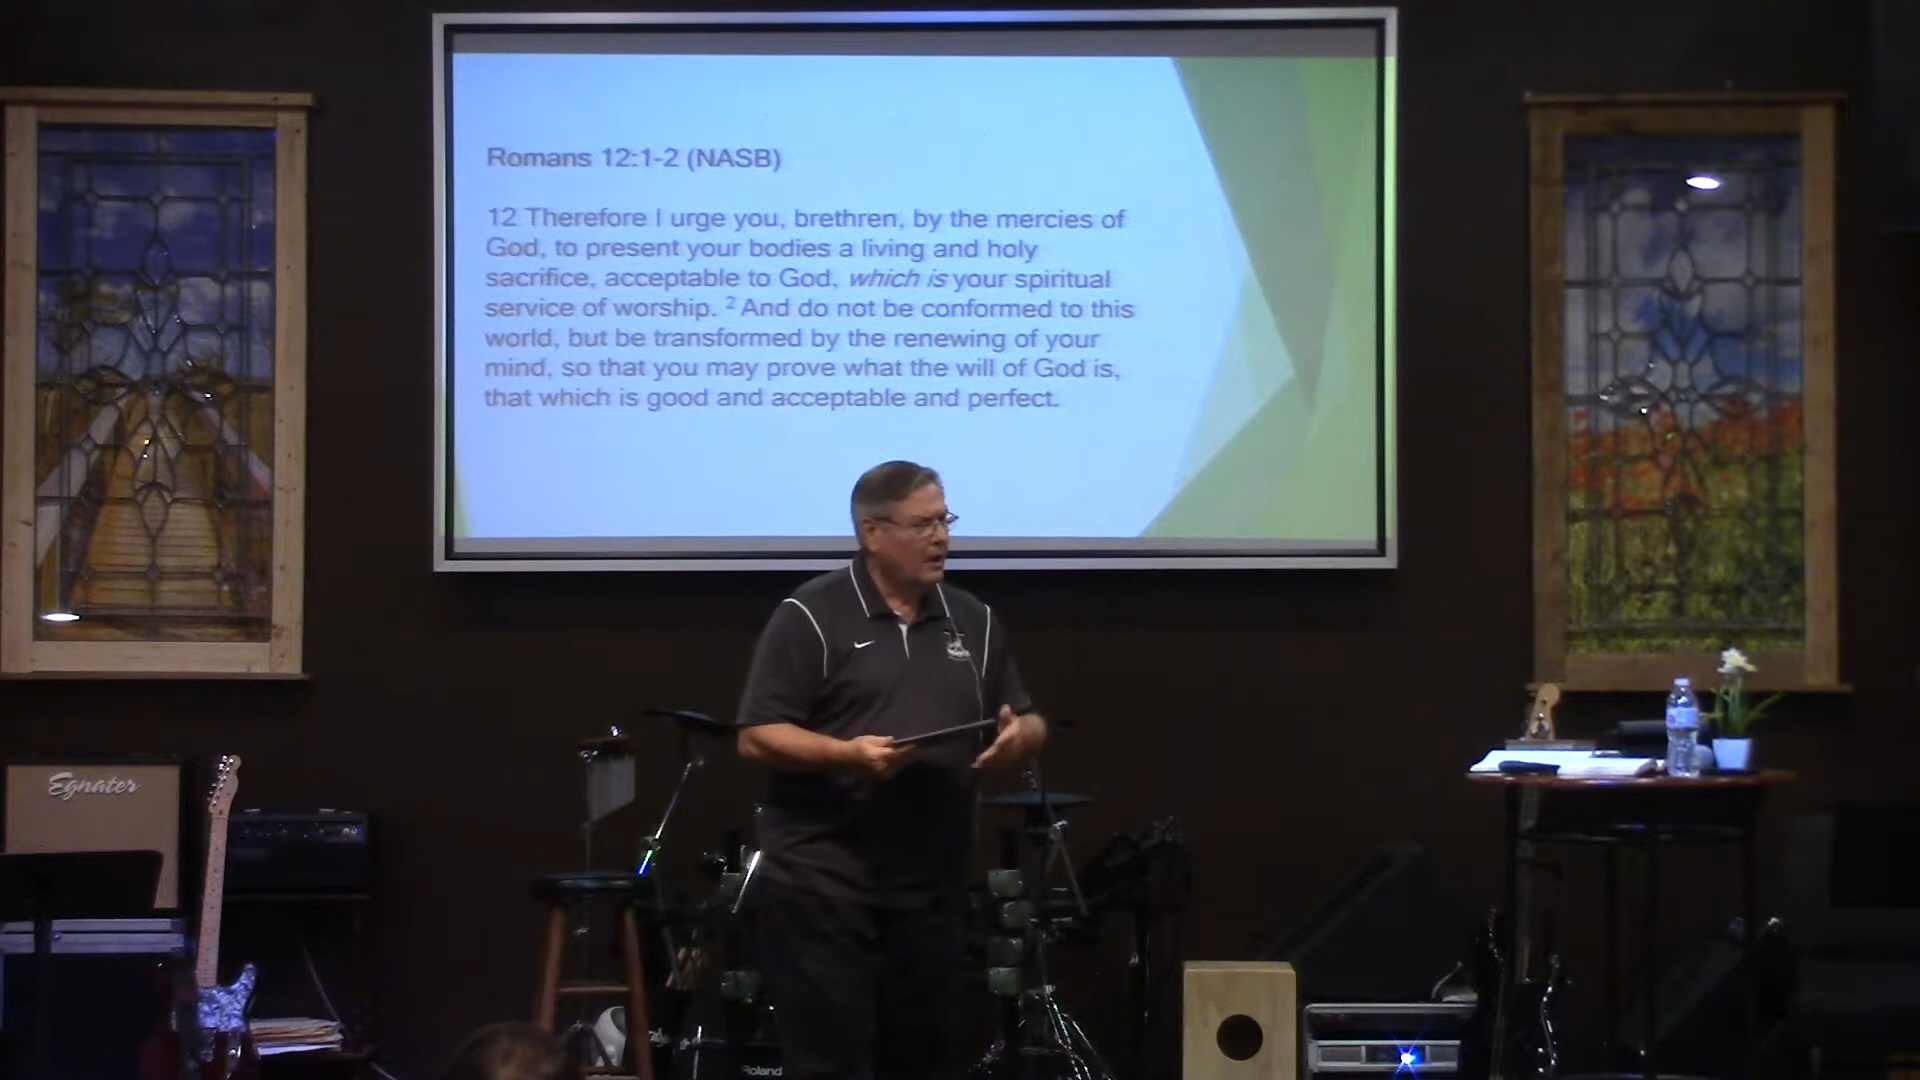 Romans 12:1-2 (NASB)
12 Therefore I urge you, brethren, by the mercies of
God, to present your bodies a living and holy
sacrifice, acceptable to God, which is your spiritual
service of worship. 2 And do not be conformed to this
world, but be transformed by the renewing of your
mind, so that you may prove what the will of God is,
that which is good and acceptable and perfect.
Egnater
Roland